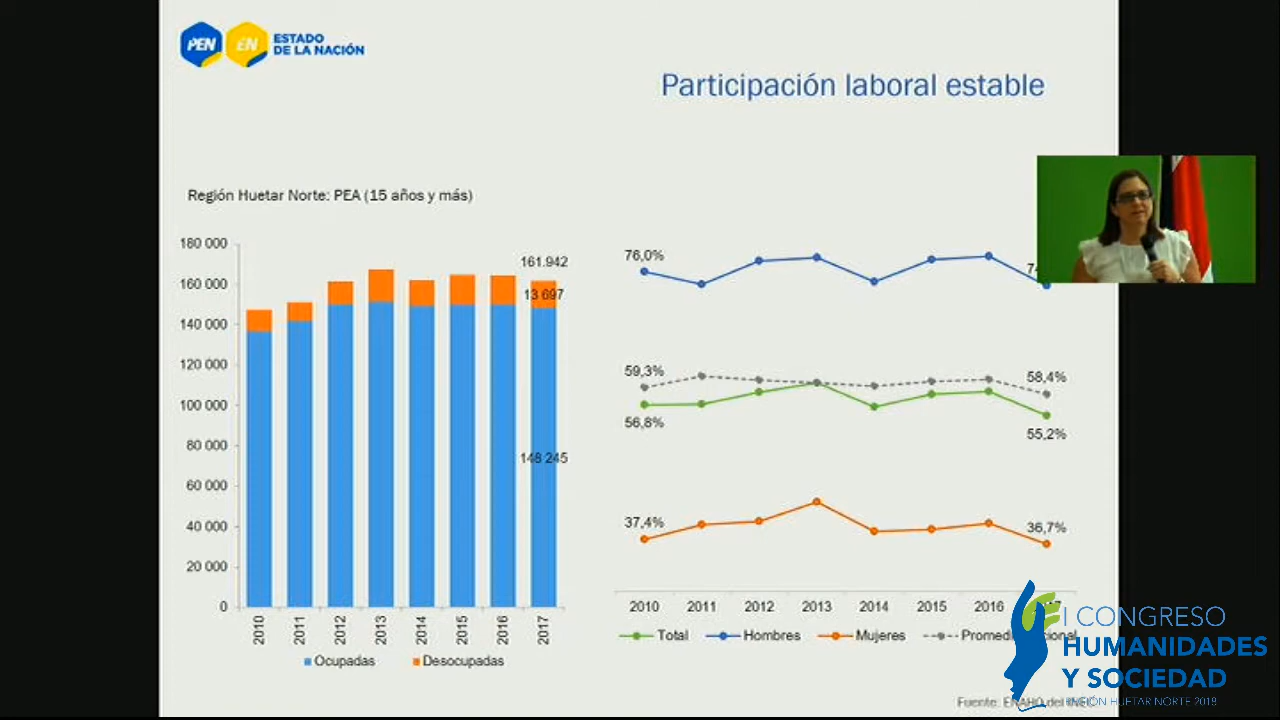 PEN EN ESTADO
DE LA NACIÓN
Participación laboral estable
Región Huetar Norte: PEA (15 años y más)
180 000
160 000
140 000
120 000
100 000
80 000
60 000
40 000
20 000
0
161.942
13 697
148 245
2010
2011
2012
2013
2014
2015
2016
2017
Ocupadas
Desocupadas
76,0%
59,3%
58,4%
56,8%
55,2%
37,4%
36,7%
2010
2011
2012
2013
2014
2015
2016
Total
Hombres
Mujeres
Fuente:
I CONGRESO
HUMANIDADES
Y SOCIEDAD
REGIÓN HUETAR NORTE 2018